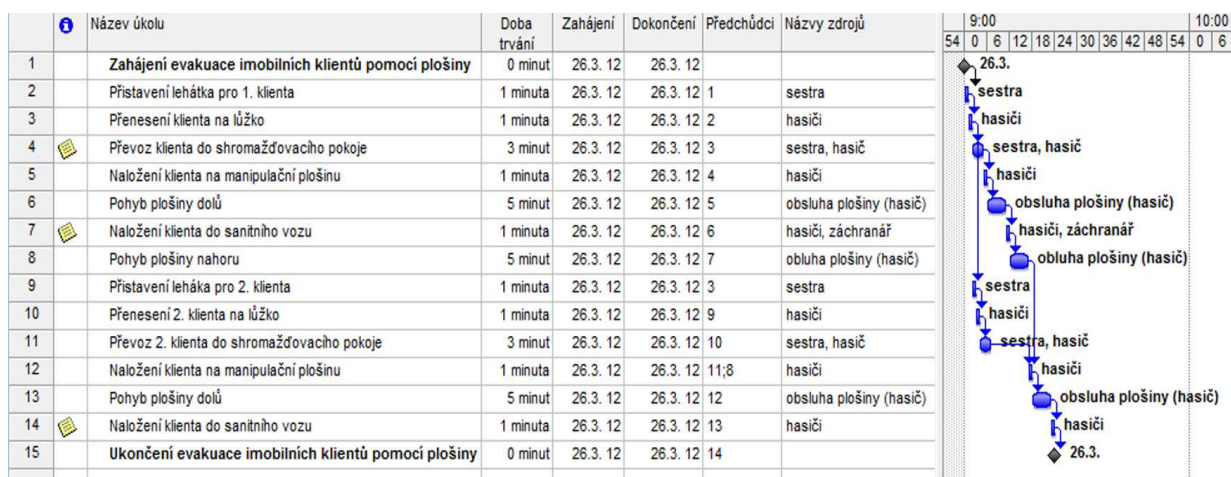 Název úkolu Doba trvání Zahájení Dokončení Předchůdci Názvy zdrojů 9:00 10:00
54 0 6 12 18 24 30 36 42 48 54 0 6
1 Zahájení evakuace imobilních klientů pomocí plošiny 0 minut 26.3. 12 26.3. 12 26.3.
2 Přistavení lehátka pro 1. klienta 1 minuta 26.3. 12 26.3. 12 1 sestra sestra
3 Přenesení klienta na lůžko 1 minuta 26.3. 12 26.3. 12 2 hasiči hasiči
4 Převoz klienta do shromažďovacího pokoje 3 minut 26.3. 12 26.3. 12 3 sestra, hasič sestra, hasič
5 Naložení klienta na manipulační plošinu 1 minuta 26.3. 12 26.3. 12 4 hasiči hasiči
6 Pohyb plošiny dolů 5 minut 26.3. 12 26.3. 12 5 obsluha plošiny (hasič) obsluha plošiny (hasič)
7 Naložení klienta do sanitního vozu 1 minuta 26.3. 12 26.3. 12 6 hasiči, záchranář hasiči, záchranář
8 Pohyb plošiny nahoru 5 minut 26.3. 12 26.3. 12 7 obluha plošiny (hasič) obluha plošiny (hasič)
9 Přistavení leháka pro 2. klienta 1 minuta 26.3. 12 26.3. 12 3 sestra sestra
10 Přenesení 2. klienta na lůžko 1 minuta 26.3. 12 26.3. 12 9 hasiči hasiči
11 Převoz 2. klienta do shromažďovacího pokoje 3 minut 26.3. 12 26.3. 12 10 sestra, hasič sestra, hasič
12 Naložení klienta na manipulační plošinu 1 minuta 26.3. 12 26.3. 12 11;8 hasiči hasiči
13 Pohyb plošiny dolů 5 minut 26.3. 12 26.3. 12 12 obsluha plošiny (hasič) obsluha plošiny (hasič)
14 Naložení klienta do sanitního vozu 1 minuta 26.3. 12 26.3. 12 13 hasiči hasiči
15 Ukončení evakuace imobilních klientů pomocí plošiny 0 minut 26.3. 12 26.3. 12 14 26.3.